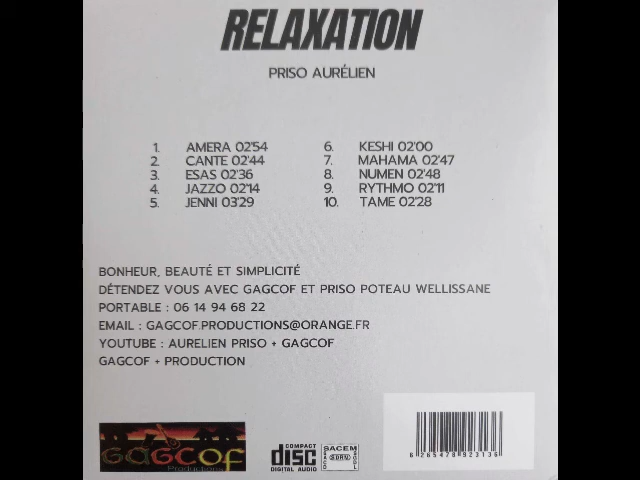 RELAXATION
PRISO AURÉLIEN
1. AMERA 02'54
2. CANTE 02'44
3. ESAS 02'36
4. JAZZO 02'14
5. JENNI 03'29
6. KESHI 02'00
7. MAHAMA 02'47
8. NUMEN 02'48
9. RYTHMO 02'11
10. TAME 02'28
BONHEUR, BEAUTÉ ET SIMPLICITÉ
DÉTENDEZ VOUS AVEC GAGCOF ET PRISO POTEAU WELLISSANE
PORTABLE : 06 14 94 68 22
EMAIL : GAGCOF.PRODUCTIONS@ORANGE.FR
YOUTUBE : AURELIEN PRISO + GAGCOF
GAGCOF + PRODUCTION
GAGCOF
Productions
COMPACT
disc
DIGITAL AUDIO
SACEM
SDRM
8265478923136